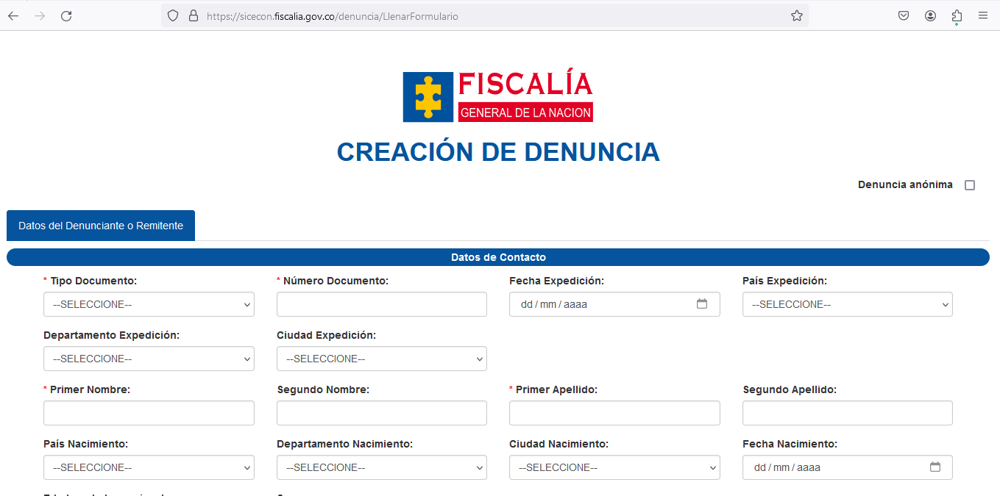 https://sicecon.fiscalia.gov.co/denuncia/LlenarFormulario
FISCALÍA
GENERAL DE LA NACION
CREACIÓN DE DENUNCIA
Denuncia anónima
Datos del Denunciante o Remitente
Datos de Contacto
* Tipo Documento: * Número Documento: Fecha Expedición: País Expedición:
--SELECCIONE-- dd / mm / aaaa --SELECCIONE--
Departamento Expedición: Ciudad Expedición:
--SELECCIONE-- --SELECCIONE--
* Primer Nombre: Segundo Nombre: * Primer Apellido: Segundo Apellido:
País Nacimiento: Departamento Nacimiento: Ciudad Nacimiento: Fecha Nacimiento:
--SELECCIONE-- --SELECCIONE-- --SELECCIONE-- dd / mm / aaaa